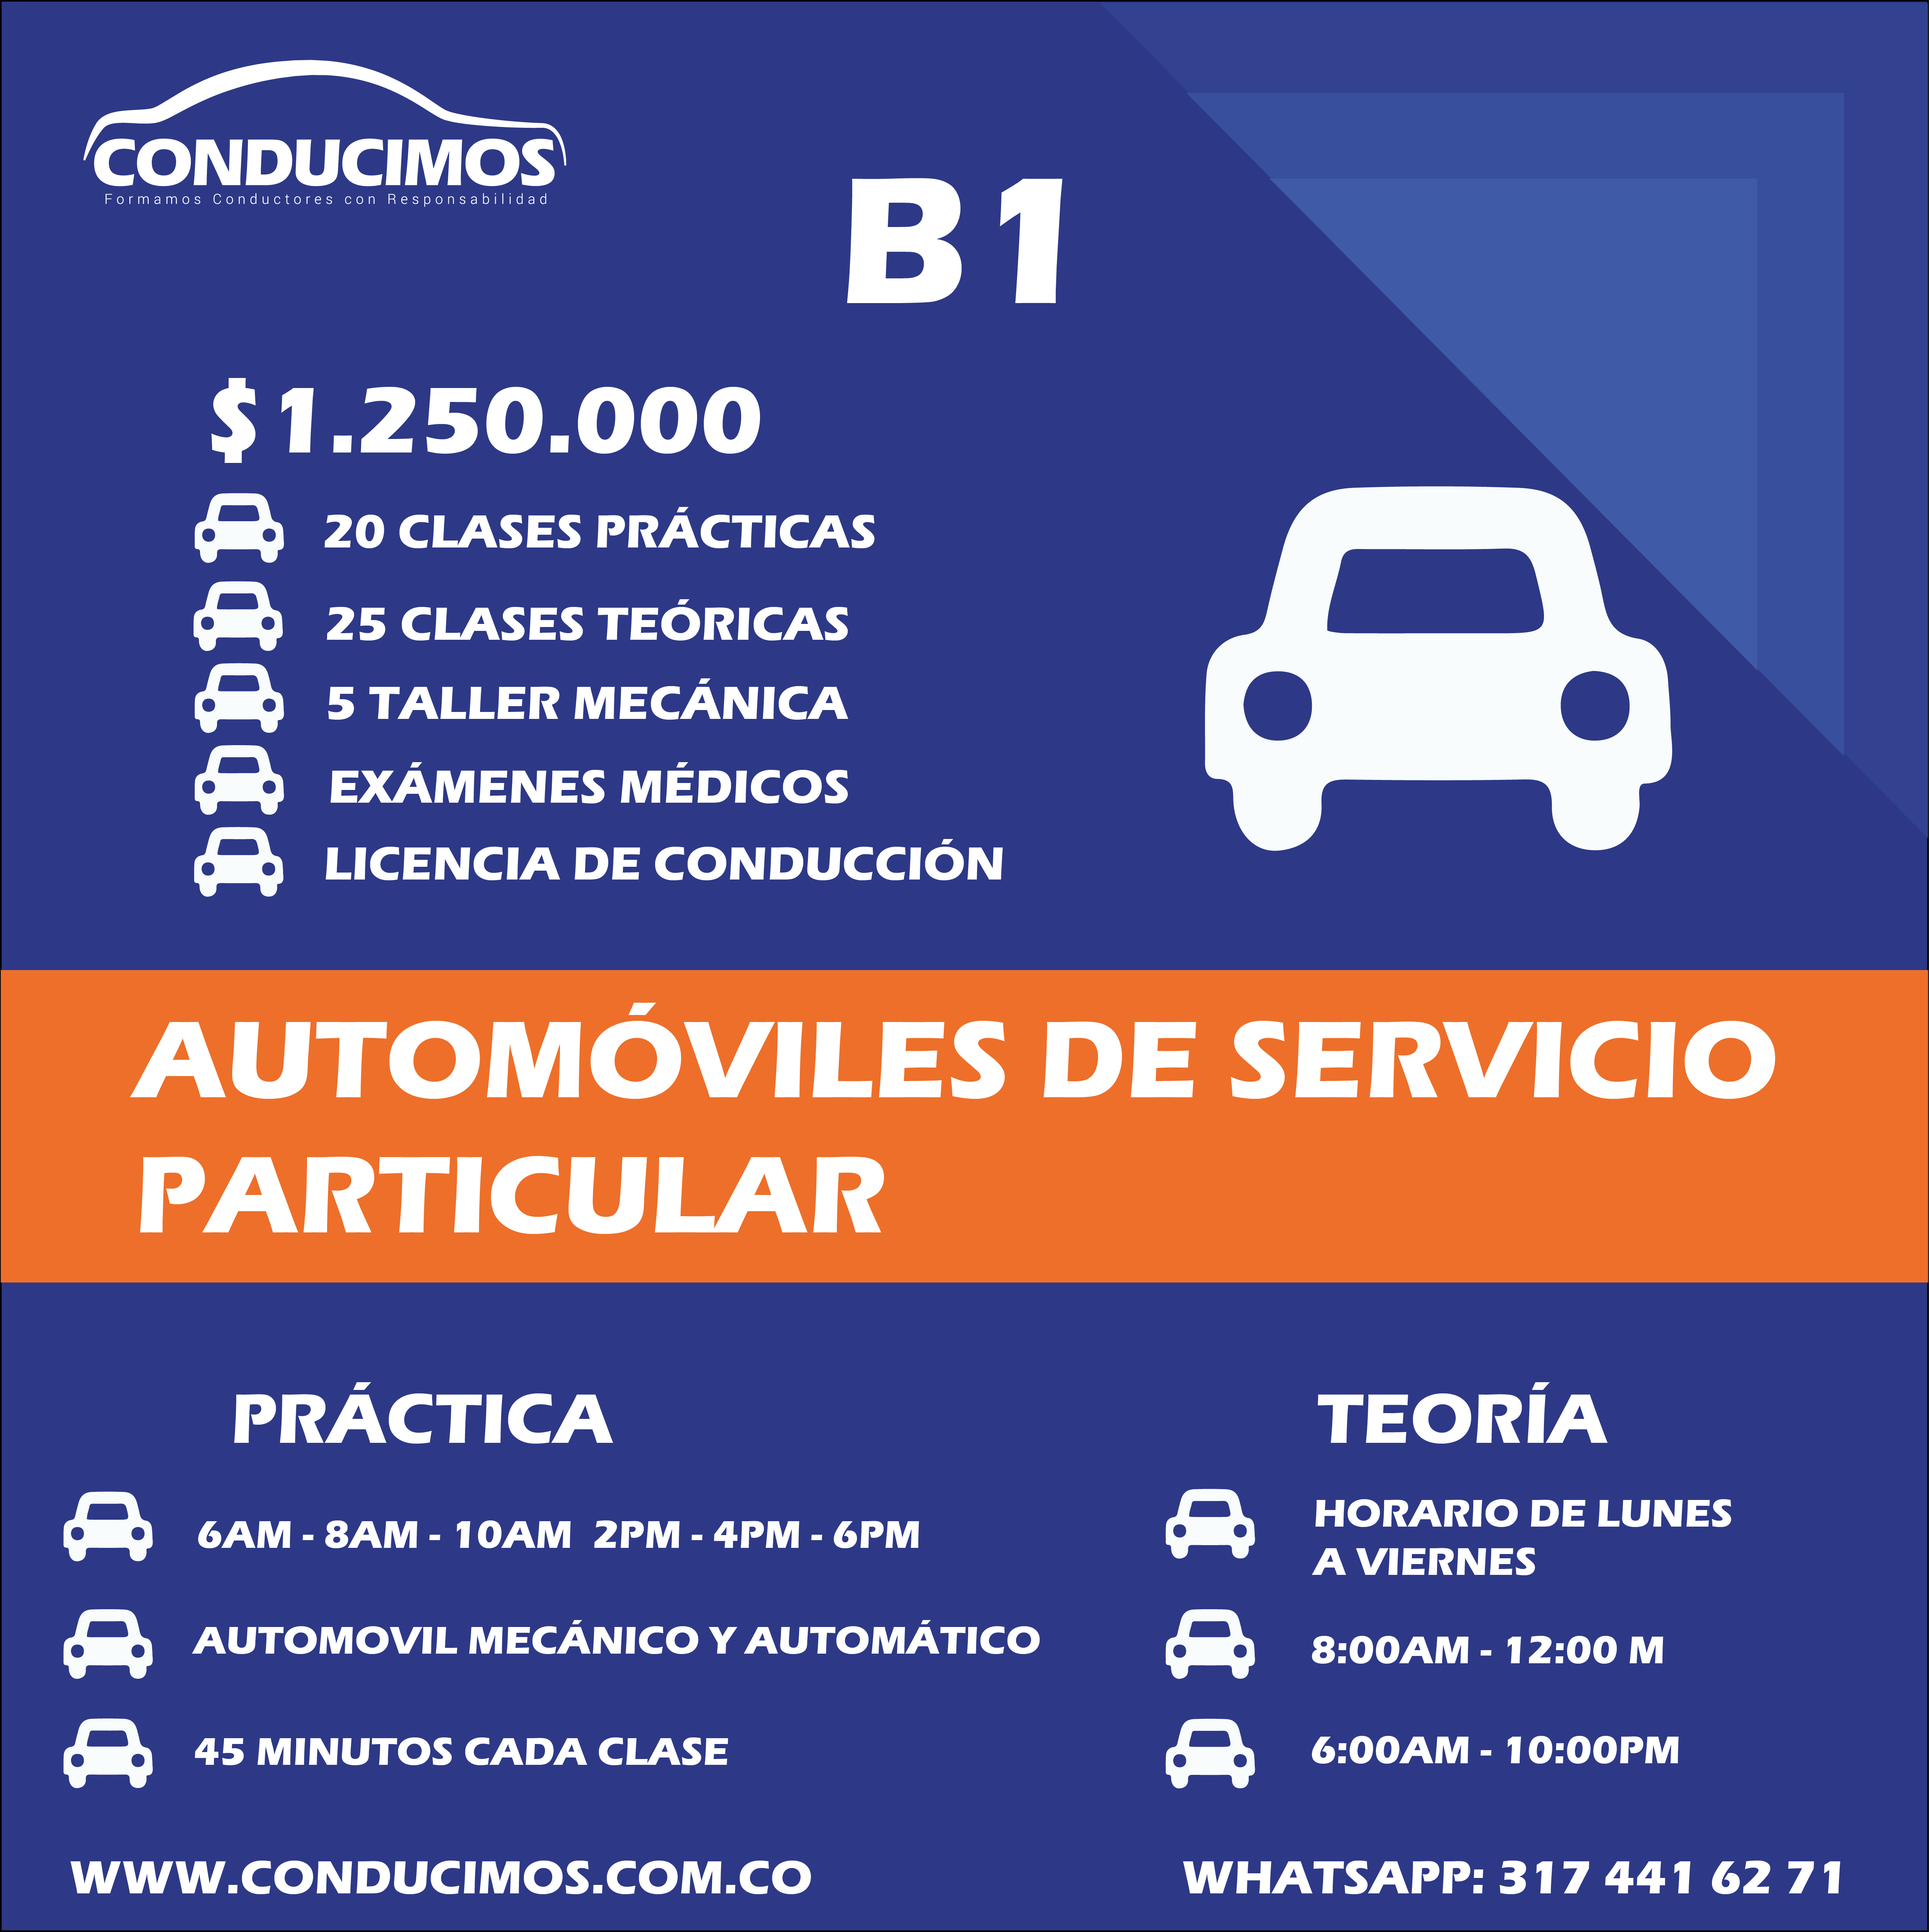 CONDUCIMOS
Formamos Conductores con Responsabilidad
B1
$1.250.000
20 CLASES PRÁCTICAS
25 CLASES TEÓRICAS
5 TALLER MECÁNICA
EXÁMENES MÉDICOS
LICENCIA DE CONDUCCIÓN
AUTOMÓVILES DE SERVICIO
PARTICULAR
PRÁCTICA
6AM - 8AM - 10AM  2PM - 4PM - 6PM
AUTOMOVIL MECÁNICO Y AUTOMÁTICO
45 MINUTOS CADA CLASE
TEORÍA
HORARIO DE LUNES
A VIERNES
8:00AM - 12:00 M
6:00AM - 10:00PM
WWW.CONDUCIMOS.COM.CO
WHATSAPP: 317 441 62 71